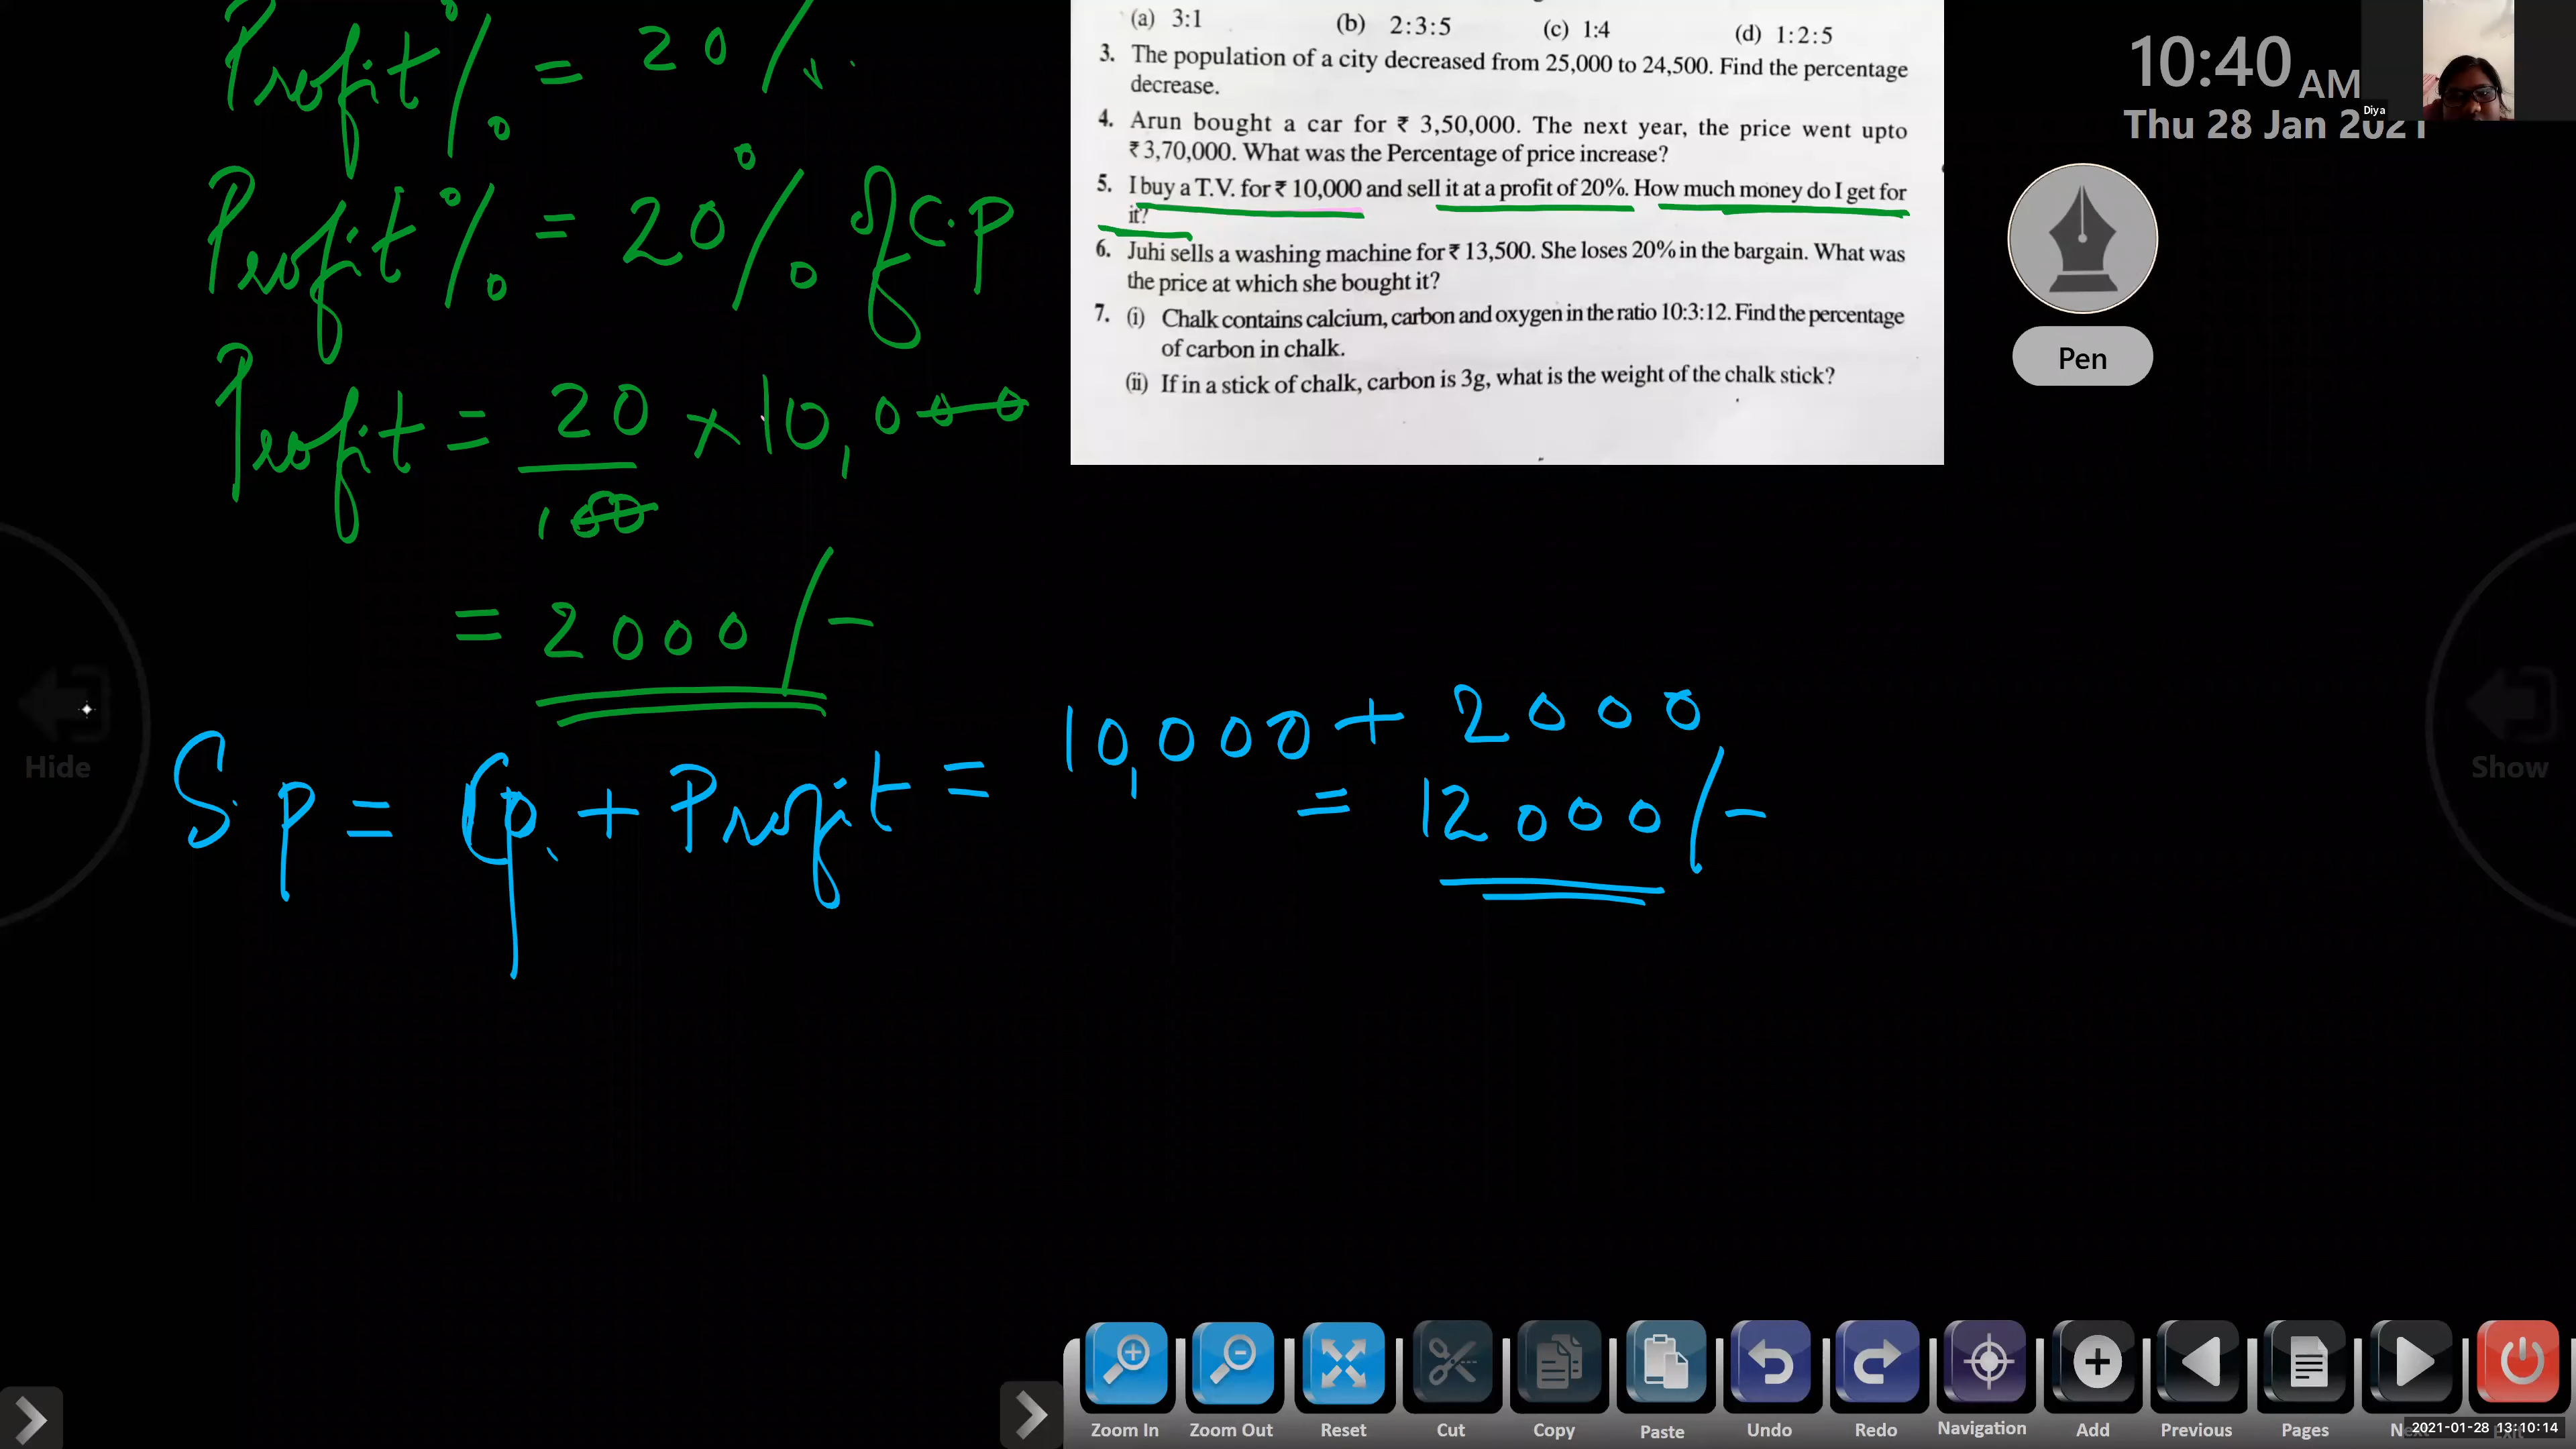 Profit % = 20 %
Profit % = 20 % of C.P
Profit = 20 / 100 × 10,000
= 2000/-
S.P = CP. + Profit = 10,000 + 2000
= 12000/-
(a) 3:1 (b) 2:3:5 (c) 1:4 (d) 1:2:5
3. The population of a city decreased from 25,000 to 24,500. Find the percentage
decrease.
4. Arun bought a car for ₹ 3,50,000. The next year, the price went upto
₹ 3,70,000. What was the Percentage of price increase?
5. I buy a T.V. for ₹ 10,000 and sell it at a profit of 20%. How much money do I get for
it?
6. Juhi sells a washing machine for ₹ 13,500. She loses 20% in the bargain. What was
the price at which she bought it?
7. (i) Chalk contains calcium, carbon and oxygen in the ratio 10:3:12. Find the percentage
of carbon in chalk.
(ii) If in a stick of chalk, carbon is 3g, what is the weight of the chalk stick?
10:40 AM
Thu 28 Jan 2021
Diya
Pen
Hide
Show
Zoom In Zoom Out Reset Cut Copy Paste Undo Redo Navigation Add Previous Pages
2021-01-28 13:10:14